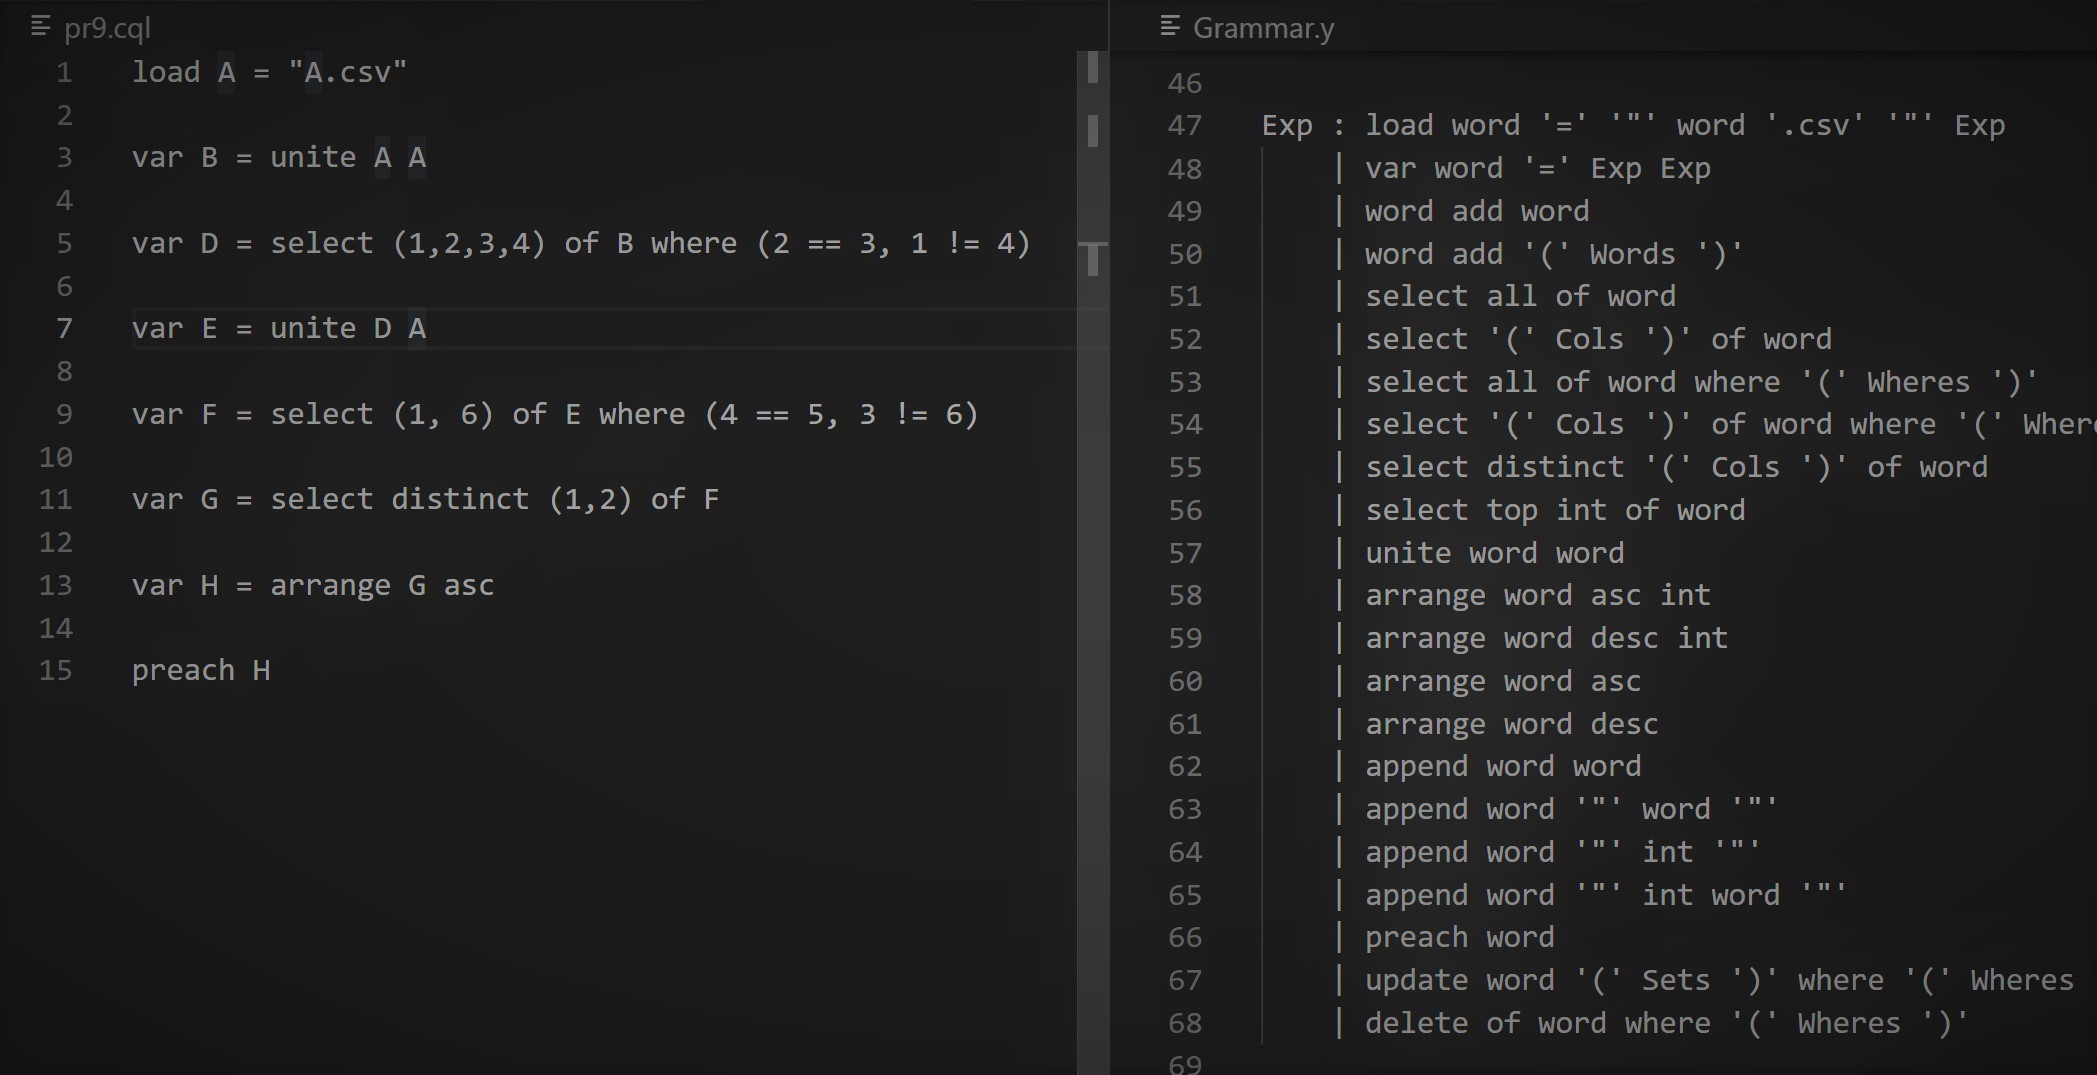 pr9.cql
1 load A = "A.csv"
2
3 var B = unite A A
4
5 var D = select (1,2,3,4) of B where (2 == 3, 1 != 4)
6
7 var E = unite D A
8
9 var F = select (1, 6) of E where (4 == 5, 3 != 6)
10
11 var G = select distinct (1,2) of F
12
13 var H = arrange G asc
14
15 preach H
Grammar.y
46
47 Exp : load word '=' '"' word '.csv' '"' Exp
48 | var word '=' Exp Exp
49 | word add word
50 | word add '(' Words ')'
51 | select all of word
52 | select '(' Cols ')' of word
53 | select all of word where '(' Wheres ')'
54 | select '(' Cols ')' of word where '(' Where
55 | select distinct '(' Cols ')' of word
56 | select top int of word
57 | unite word word
58 | arrange word asc int
59 | arrange word desc int
60 | arrange word asc
61 | arrange word desc
62 | append word word
63 | append word '"' word '"'
64 | append word '"' int '"'
65 | append word '"' int word '"'
66 | preach word
67 | update word '(' Sets ')' where '(' Wheres
68 | delete of word where '(' Wheres ')'
69